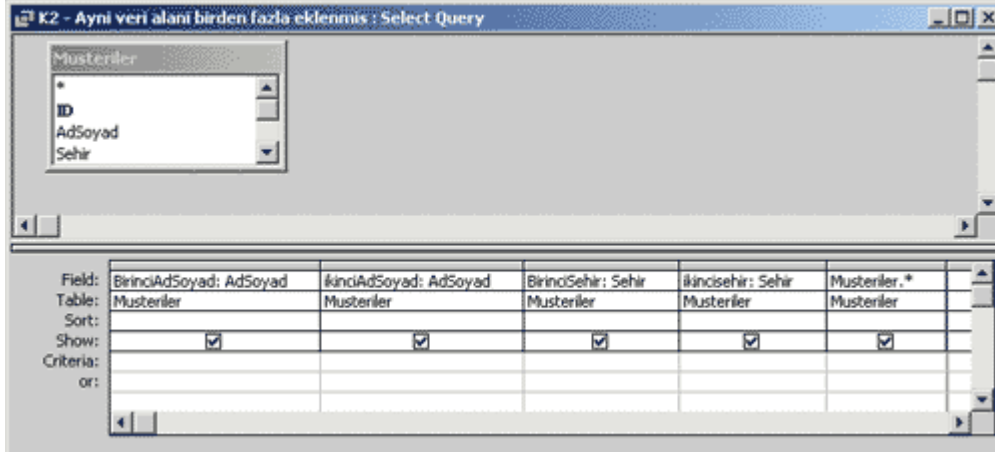 K2 - Ayni veri alani birden fazla eklenmis : Select Query
Musteriler
*
ID
AdSoyad
Sehir
Field: BirinciAdSoyad: AdSoyad ikinciAdSoyad: AdSoyad BirinciSehir: Sehir ikincisehir: Sehir Musteriler.*
Table: Musteriler Musteriler Musteriler Musteriler Musteriler
Sort:
Show:
Criteria:
or: